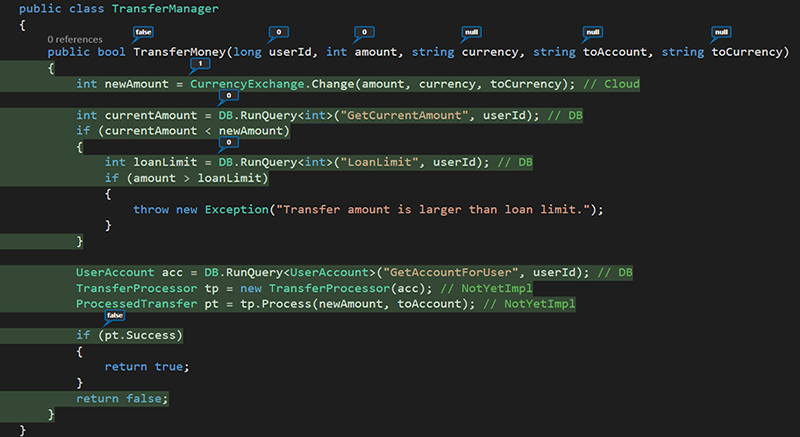 public class TransferManager
{
false 0 0 null null null
0 references
public bool TransferMoney(long userId, int amount, string currency, string toAccount, string toCurrency)
{
1
int newAmount = CurrencyExchange.Change(amount, currency, toCurrency); // Cloud
0
int currentAmount = DB.RunQuery<int>("GetCurrentAmount", userId); // DB
if (currentAmount < newAmount)
{
0
int loanLimit = DB.RunQuery<int>("LoanLimit", userId); // DB
if (amount > loanLimit)
{
throw new Exception("Transfer amount is larger than loan limit.");
}
}
UserAccount acc = DB.RunQuery<UserAccount>("GetAccountForUser", userId); // DB
TransferProcessor tp = new TransferProcessor(acc); // NotYetImpl
ProcessedTransfer pt = tp.Process(newAmount, toAccount); // NotYetImpl
false
if (pt.Success)
{
return true;
}
return false;
}
}